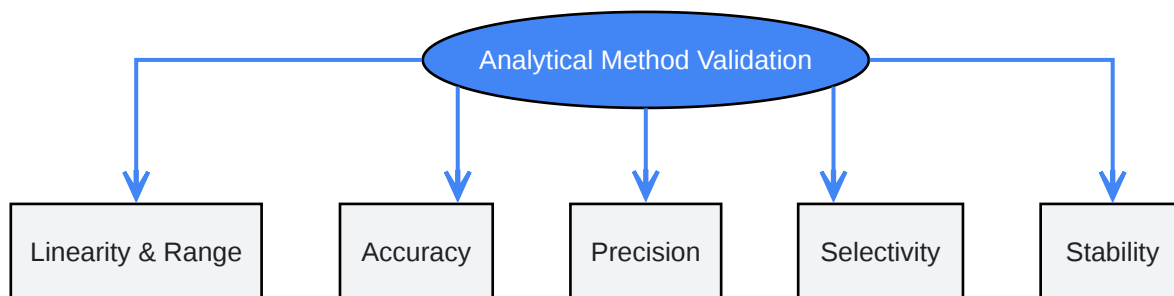 Analytical Method Validation
Linearity & Range
Accuracy
Precision
Selectivity
Stability